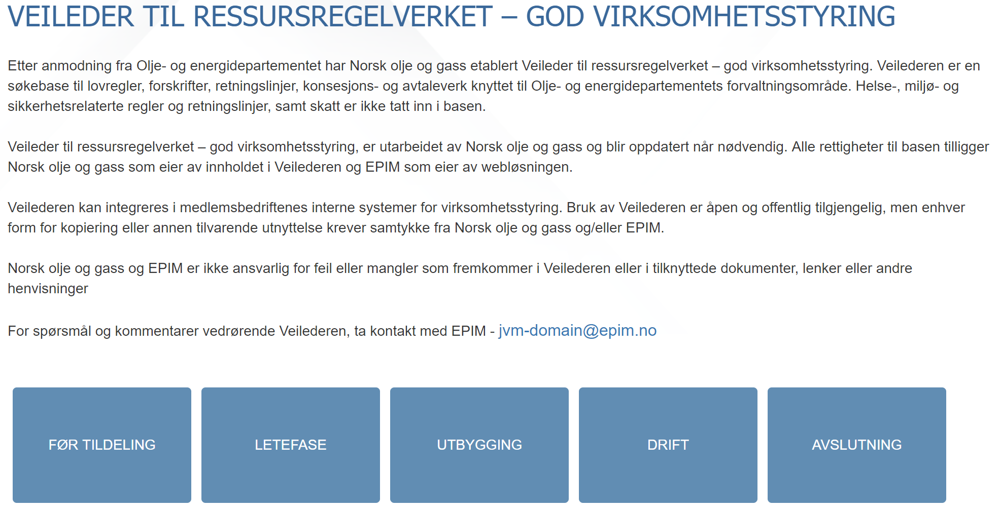 VEILEDER TIL RESSURSREGELVERKET – GOD VIRKSOMHETSSTYRING
Etter anmodning fra Olje- og energidepartementet har Norsk olje og gass etablert Veileder til ressursregelverket – god virksomhetsstyring. Veilederen er en
søkebase til lovregler, forskrifter, retningslinjer, konsesjons- og avtaleverk knyttet til Olje- og energidepartementets forvaltningsområde. Helse-, miljø- og
sikkerhetsrelaterte regler og retningslinjer, samt skatt er ikke tatt inn i basen.
Veileder til ressursregelverket – god virksomhetsstyring, er utarbeidet av Norsk olje og gass og blir oppdatert når nødvendig. Alle rettigheter til basen tilligger
Norsk olje og gass som eier av innholdet i Veilederen og EPIM som eier av webløsningen.
Veilederen kan integreres i medlemsbedriftenes interne systemer for virksomhetsstyring. Bruk av Veilederen er åpen og offentlig tilgjengelig, men enhver
form for kopiering eller annen tilvarende utnyttelse krever samtykke fra Norsk olje og gass og/eller EPIM.
Norsk olje og gass og EPIM er ikke ansvarlig for feil eller mangler som fremkommer i Veilederen eller i tilknyttede dokumenter, lenker eller andre
henvisninger
For spørsmål og kommentarer vedrørende Veilederen, ta kontakt med EPIM - jvm-domain@epim.no
FØR TILDELING
LETEFASE
UTBYGGING
DRIFT
AVSLUTNING